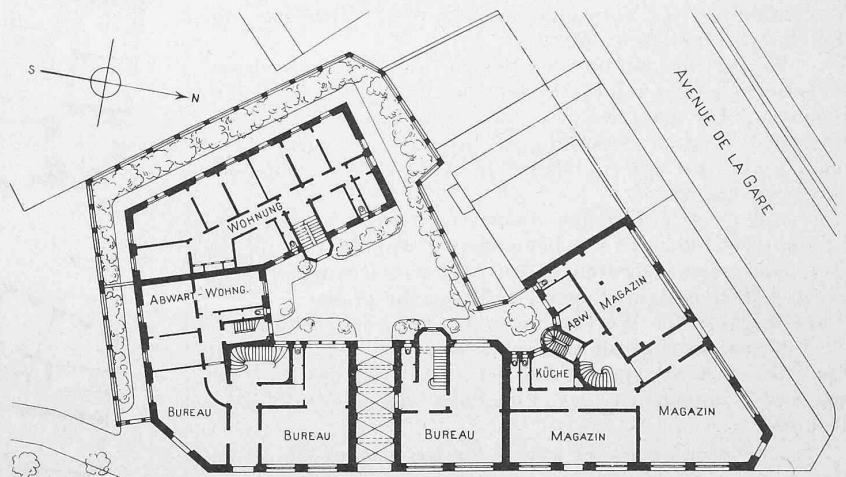 S
N
AVENUE DE LA GARE
WOHNUNG
ABWART-WOHNG.
MAGAZIN
ABW.
KÜCHE
BUREAU
BUREAU
BUREAU
MAGAZIN
MAGAZIN